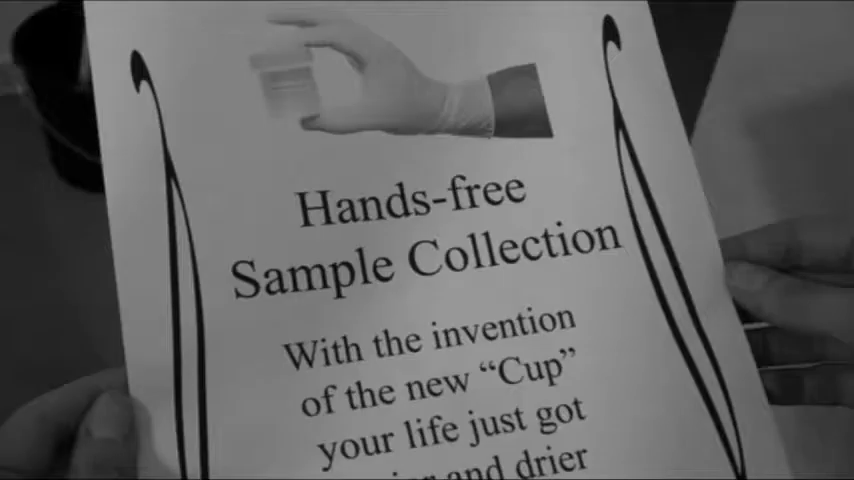 Hands-free
Sample Collection
With the invention
of the new “Cup”
your life just got
and drier